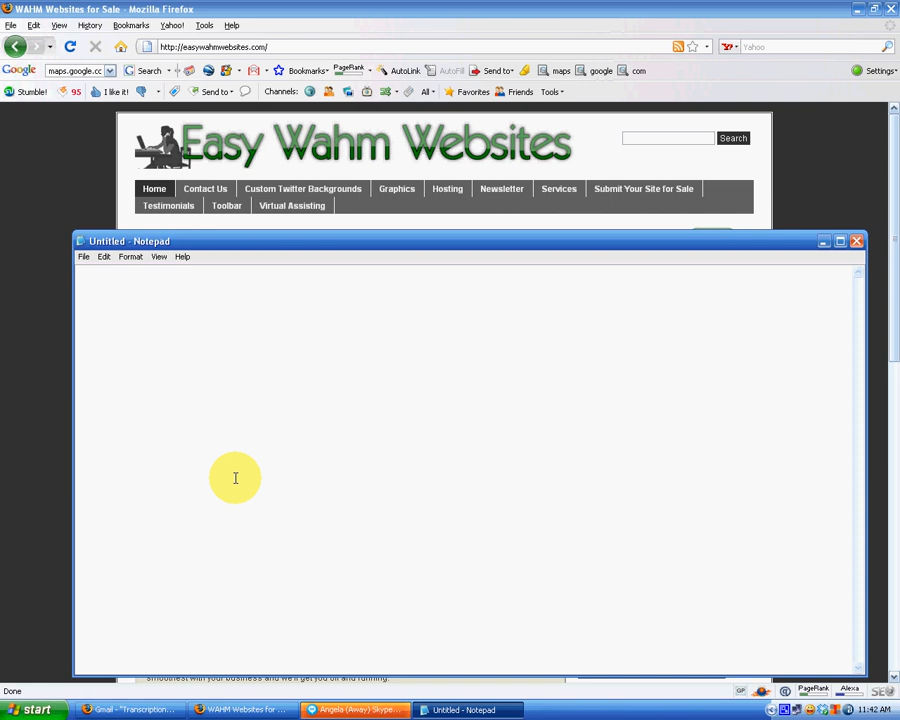 WAHM Websites for Sale - Mozilla Firefox
File Edit View History Bookmarks Yahoo! Tools Help
http://easywahmwebsites.com/ Yahoo
Google maps.google.cc Search Bookmarks PageRank AutoLink AutoFill Send to maps google com Settings
Stumble! 95 I like it! Send to Channels: All Favorites Friends Tools
Easy Wahm Websites Search
Home Contact Us Custom Twitter Backgrounds Graphics Hosting Newsletter Services Submit Your Site for Sale
Testimonials Toolbar Virtual Assisting
Untitled - Notepad
File Edit Format View Help
smoothest with your business and we'll get you off and running.
Done PageRank Alexa SEO
start Gmail - "Transcription... WAHM Websites for ... Angela (Away) Skype... Untitled - Notepad 11:42 AM